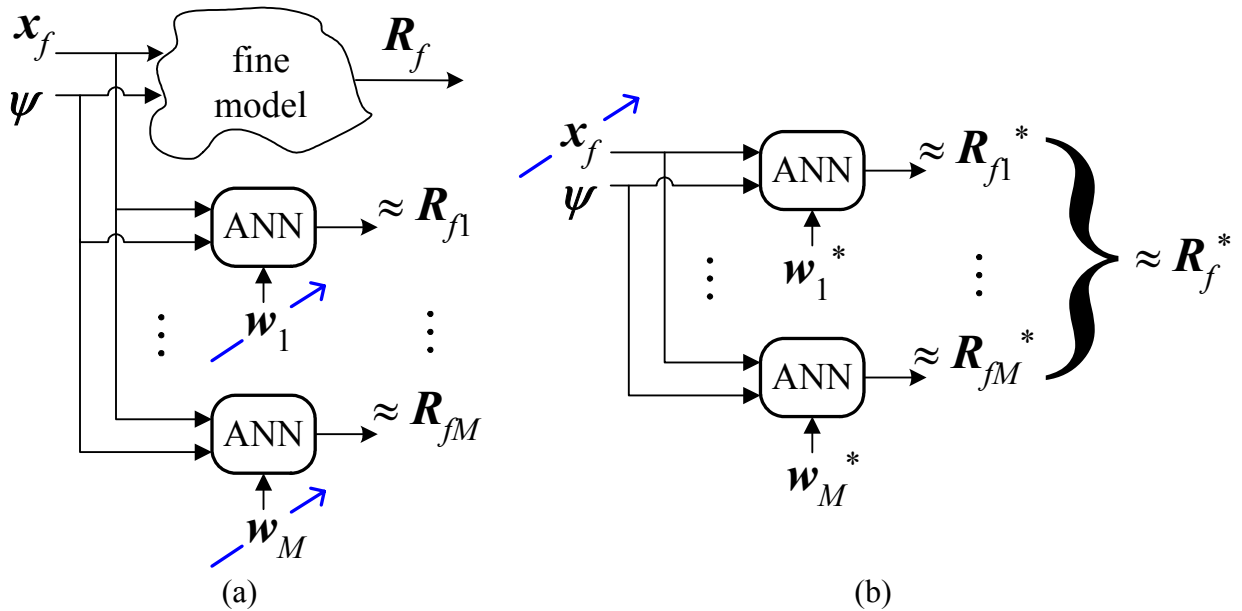 x_f
R_f
fine
model
ψ
ANN
≈ R_f1
w_1
⋮ ⋮
ANN
≈ R_fM
w_M
(a)
x_f
ψ
ANN
≈ R_f1*
w_1*
⋮ ⋮
≈ R_f*
ANN
≈ R_fM*
w_M*
(b)